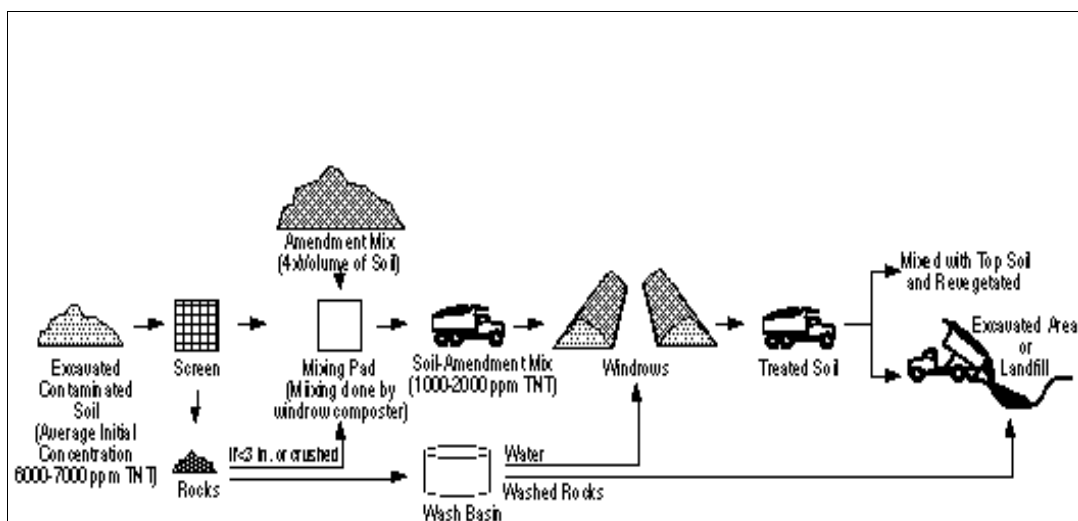 Amendment Mix
(4xVolume of Soil)
Mixed with Top Soil
and Revegetated
Excavated Area
or
Landfill
Excavated
Contaminated
Soil
(Average Initial
Concentration
6000-7000 ppm TNT)
Screen
Mixing Pad
(Mixing done by
windrow composter)
Soil-Amendment Mix
(1000-2000 ppm TNT)
Windrows
Treated Soil
Rocks
If<3 in. or crushed
Wash Basin
Water
Washed Rocks